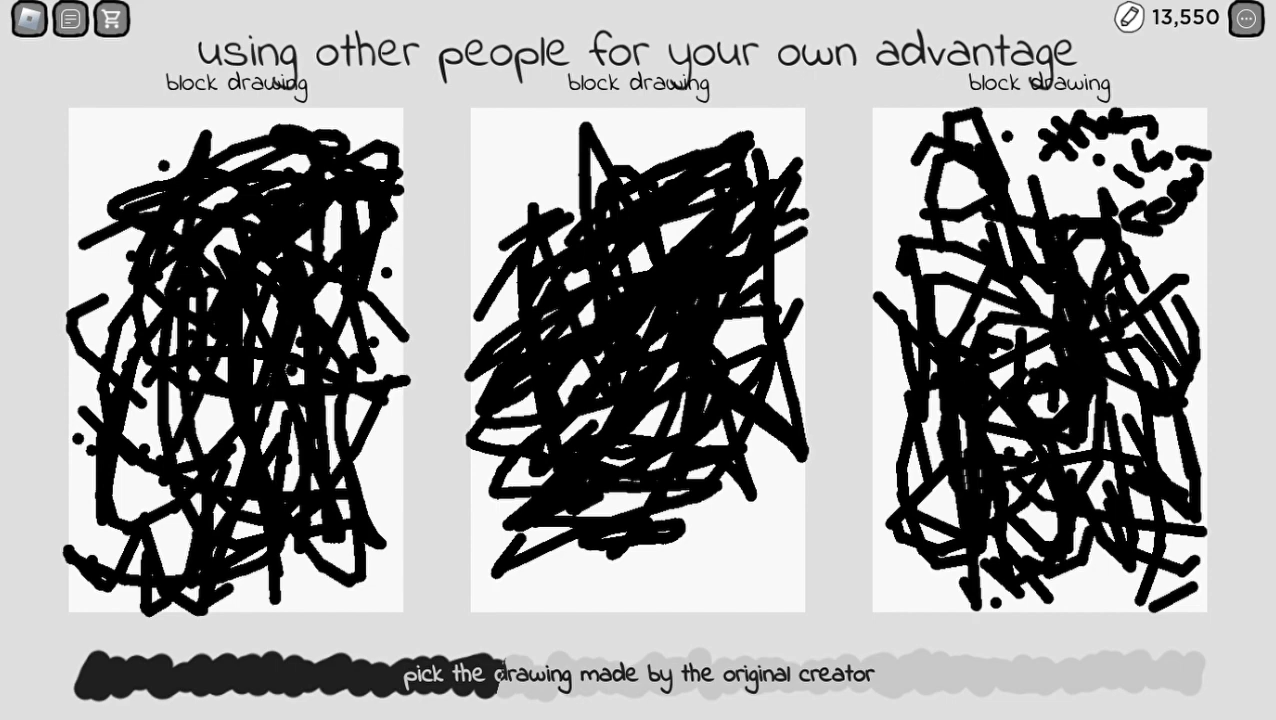 13,550
using other people for your own advantage
block drawing
block drawing
block drawing
pick the drawing made by the original creator